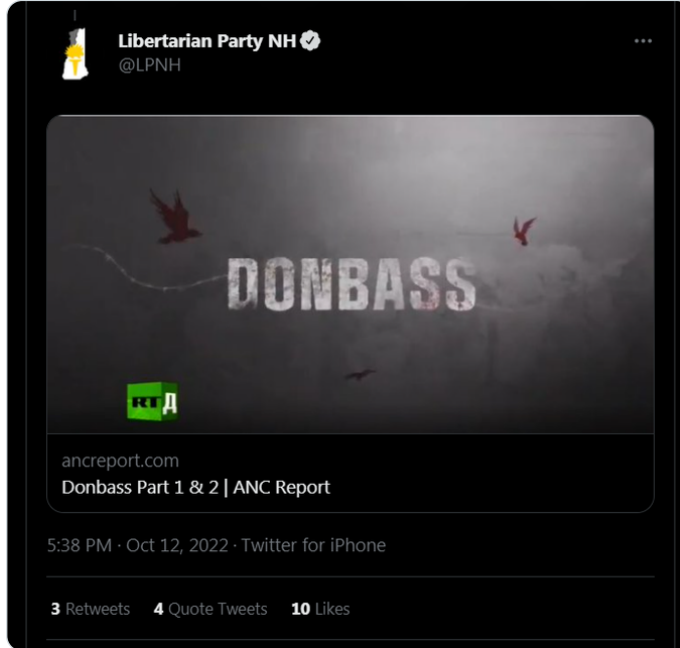 Libertarian Party NH
@LPNH
DONBASS
RT Д
ancreport.com
Donbass Part 1 & 2 | ANC Report
5:38 PM · Oct 12, 2022 · Twitter for iPhone
3 Retweets 4 Quote Tweets 10 Likes